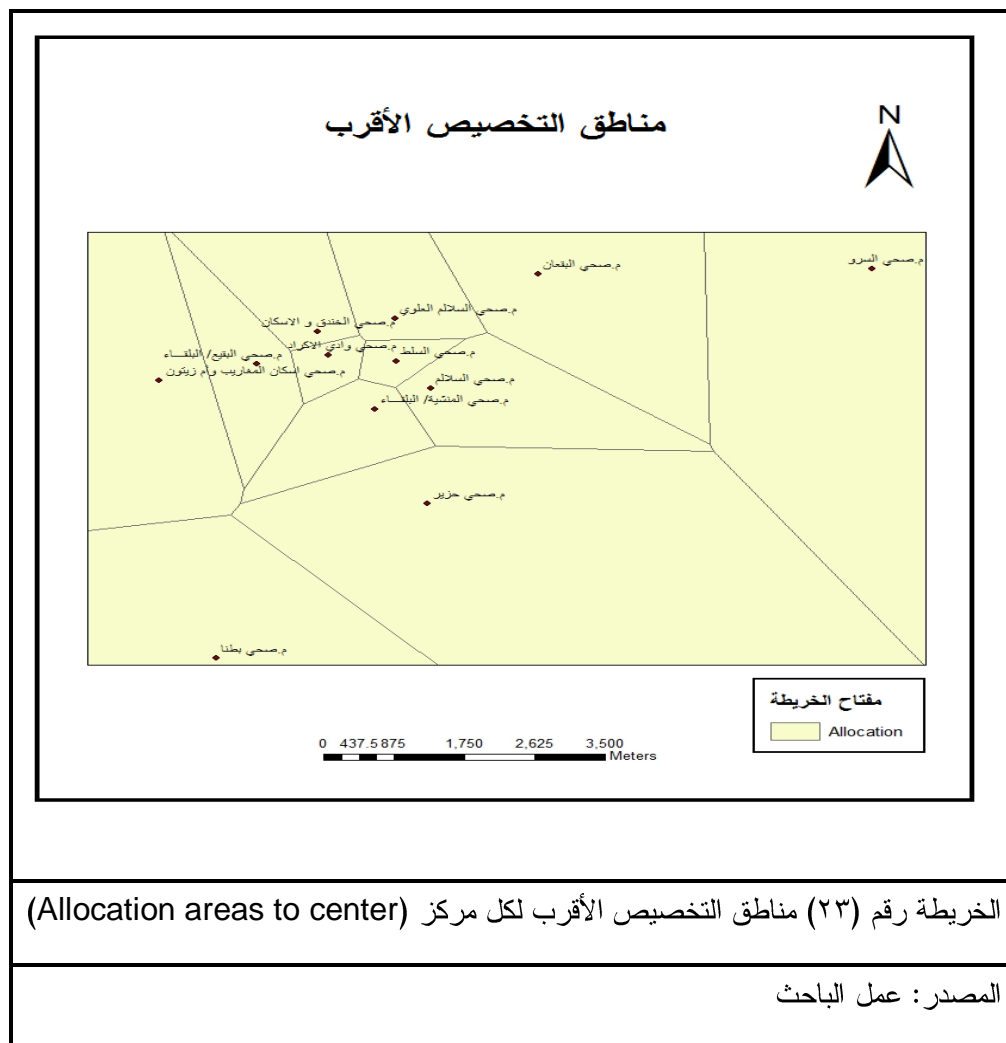 مناطق التخصيص الأقرب
N
م.صحي البقعان
م.صحي السرو
م.صحي السلالم العلوي
م.صحي الخندق و الاسكان
م.صحي وادي الاكراد
م.صحي السلط
م.صحي البقيع/ البلقـــاء
م.صحي اسكان المغاريب وأم زيتون
م.صحي السلالم
م.صحي المنشية/ البلقـــاء
م.صحي حزير
م.صحي بطنا
مفتاح الخريطة
Allocation
0 437.5 875 1,750 2,625 3,500
Meters
الخريطة رقم (٢٣) مناطق التخصيص الأقرب لكل مركز (Allocation areas to center)
المصدر: عمل الباحث